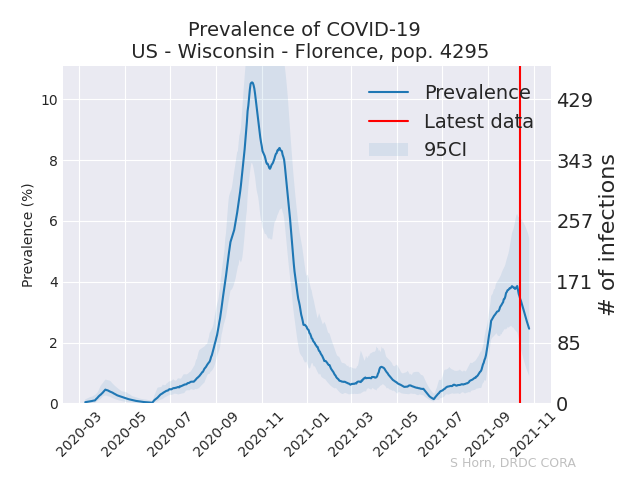 Prevalence of COVID-19
US - Wisconsin - Florence, pop. 4295
Prevalence
Latest data
95CI
Prevalence (%)
10
8
6
4
2
0
# of infections
429
343
257
171
85
0
2020-03
2020-05
2020-07
2020-09
2020-11
2021-01
2021-03
2021-05
2021-07
2021-09
2021-11
S Horn, DRDC CORA